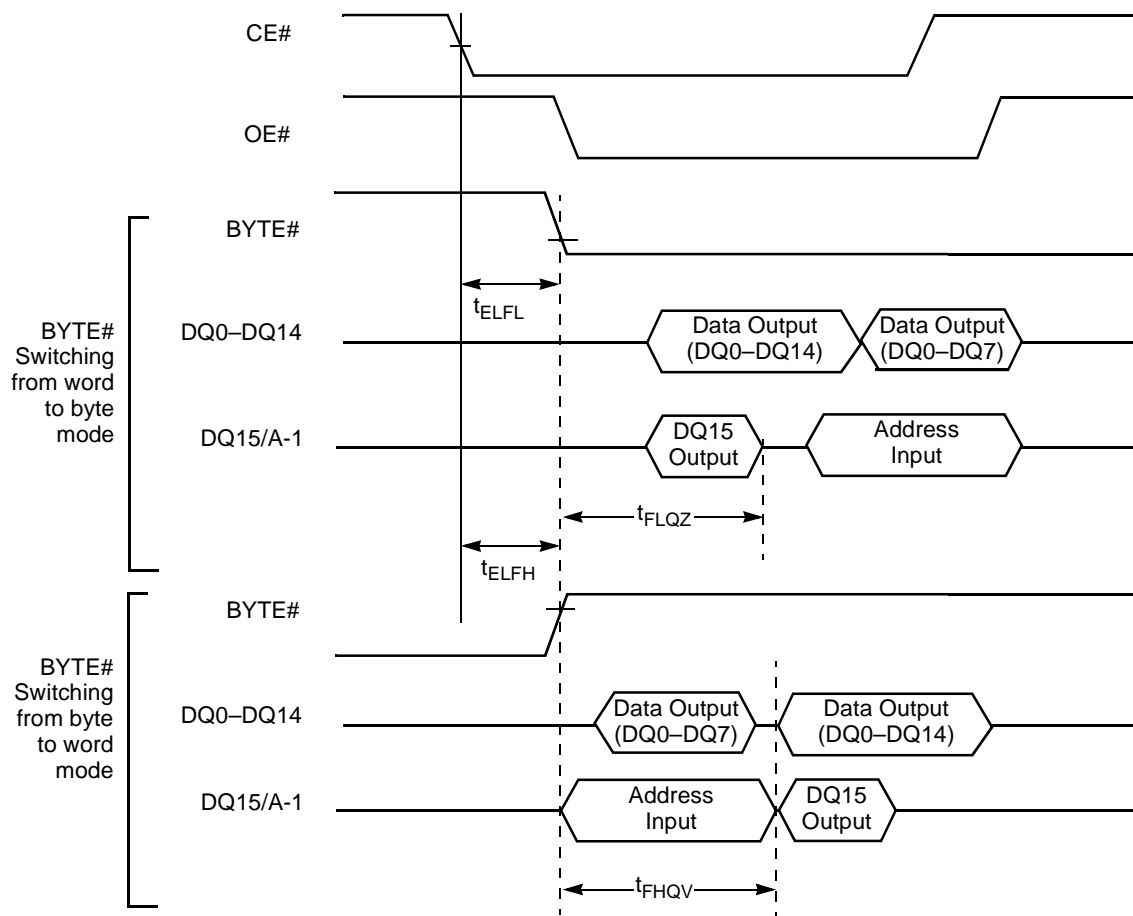 CE#
OE#
BYTE#
tELFL
BYTE#
Switching
from word
to byte
mode
DQ0–DQ14
Data Output
(DQ0–DQ14)
Data Output
(DQ0–DQ7)
DQ15/A-1
DQ15
Output
Address
Input
tFLQZ
tELFH
BYTE#
BYTE#
Switching
from byte
to word
mode
DQ0–DQ14
Data Output
(DQ0–DQ7)
Data Output
(DQ0–DQ14)
DQ15/A-1
Address
Input
DQ15
Output
tFHQV